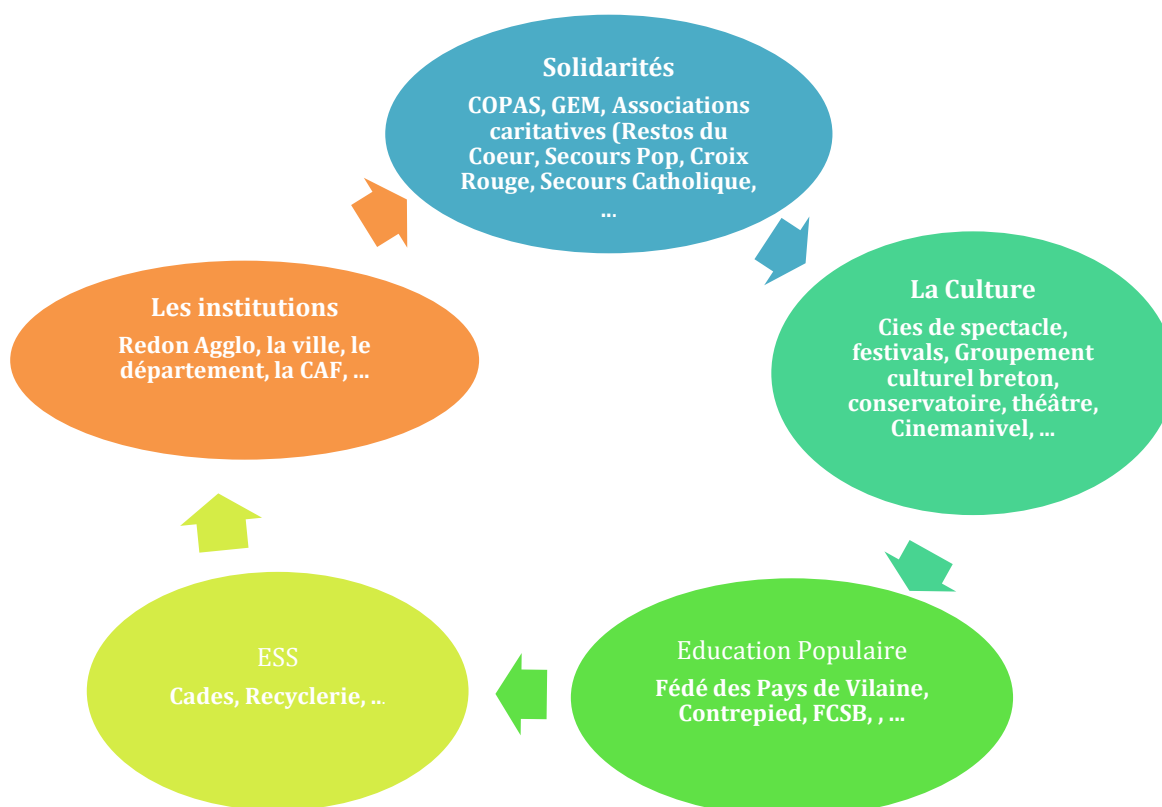 Solidarités
COPAS, GEM, Associations
caritatives (Restos du
Coeur, Secours Pop, Croix
Rouge, Secours Catholique,
...
La Culture
Cies de spectacle,
festivals, Groupement
culturel breton,
conservatoire, théâtre,
Cinemanivel, ...
Education Populaire
Fédé des Pays de Vilaine,
Contrepied, FCSB, , ...
ESS
Cades, Recyclerie, ...
Les institutions
Redon Agglo, la ville, le
département, la CAF, ...